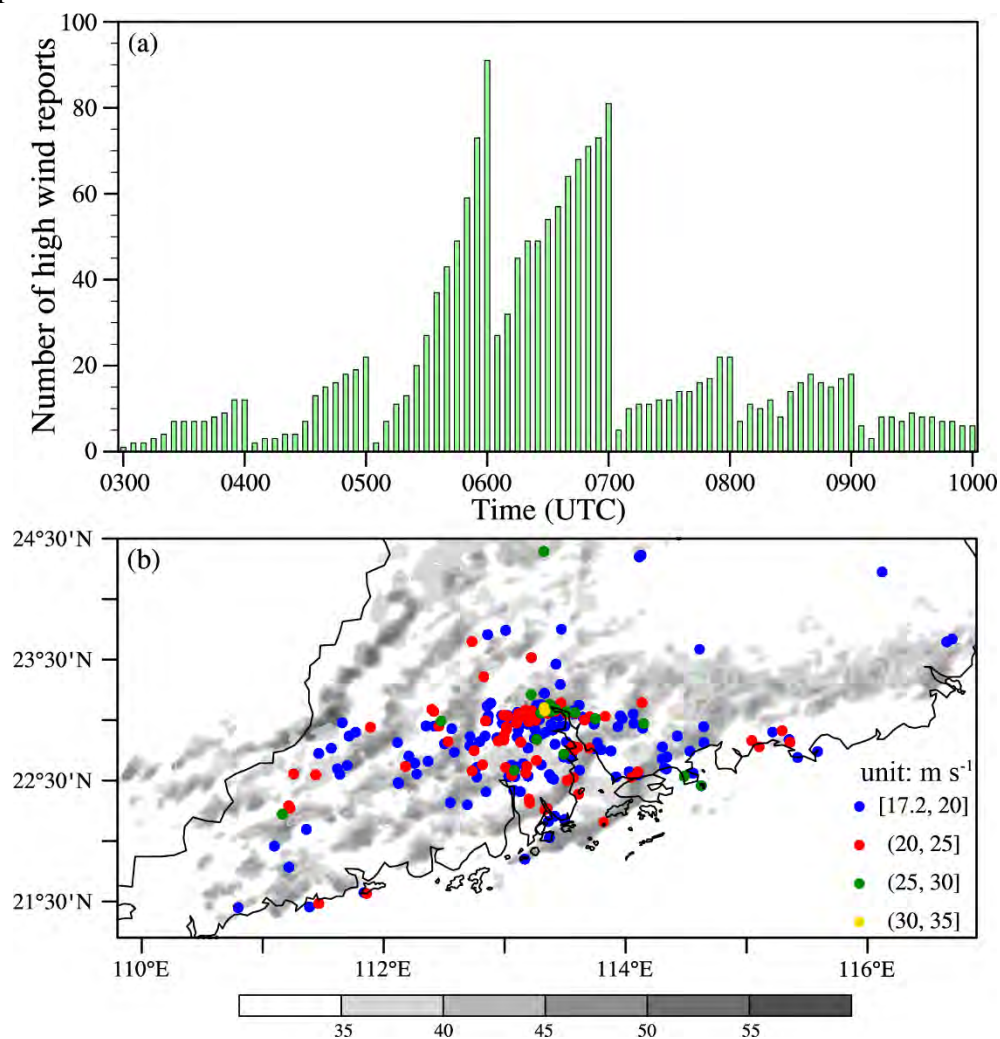 (a)
Number of high wind reports
100
80
60
40
20
0
0300 0400 0500 0600 0700 0800 0900 1000
Time (UTC)
(b)
24°30'N
23°30'N
22°30'N
21°30'N
110°E 112°E 114°E 116°E
unit: m s⁻¹
[17.2, 20]
(20, 25]
(25, 30]
(30, 35]
35 40 45 50 55